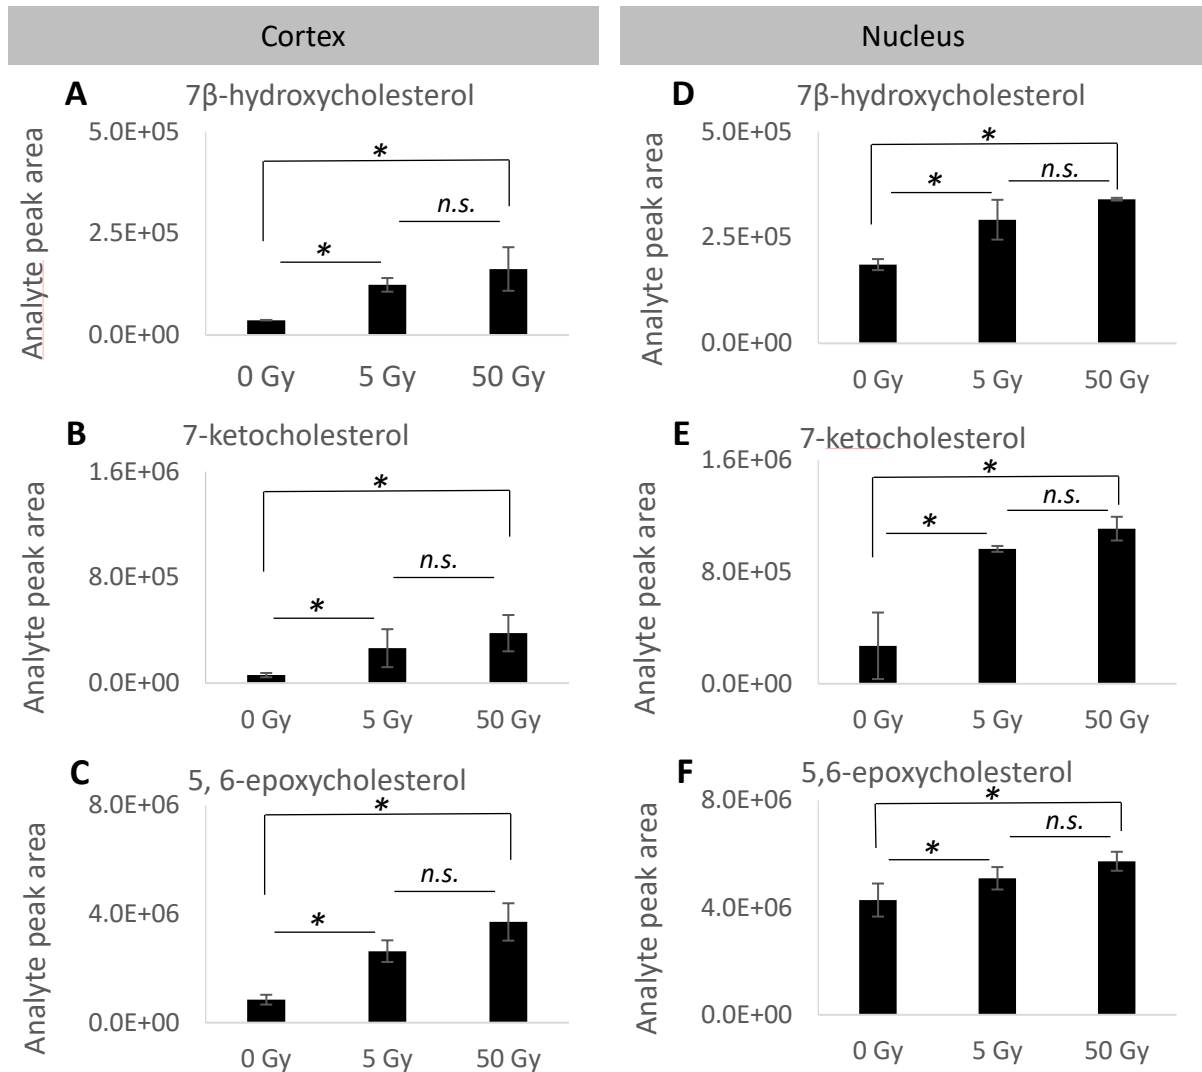 Cortex
A
7β-hydroxycholesterol
Analyte peak area
5.0E+05
2.5E+05
0.0E+00
*
*
n.s.
0 Gy 5 Gy 50 Gy
B
7-ketocholesterol
Analyte peak area
1.6E+06
8.0E+05
0.0E+00
*
*
n.s.
0 Gy 5 Gy 50 Gy
C
5, 6-epoxycholesterol
Analyte peak area
8.0E+06
4.0E+06
0.0E+00
*
*
n.s.
0 Gy 5 Gy 50 Gy
Nucleus
D
7β-hydroxycholesterol
Analyte peak area
5.0E+05
2.5E+05
0.0E+00
*
*
n.s.
0 Gy 5 Gy 50 Gy
E
7-ketocholesterol
Analyte peak area
1.6E+06
8.0E+05
0.0E+00
*
*
n.s.
0 Gy 5 Gy 50 Gy
F
5,6-epoxycholesterol
Analyte peak area
8.0E+06
4.0E+06
0.0E+00
*
*
n.s.
0 Gy 5 Gy 50 Gy